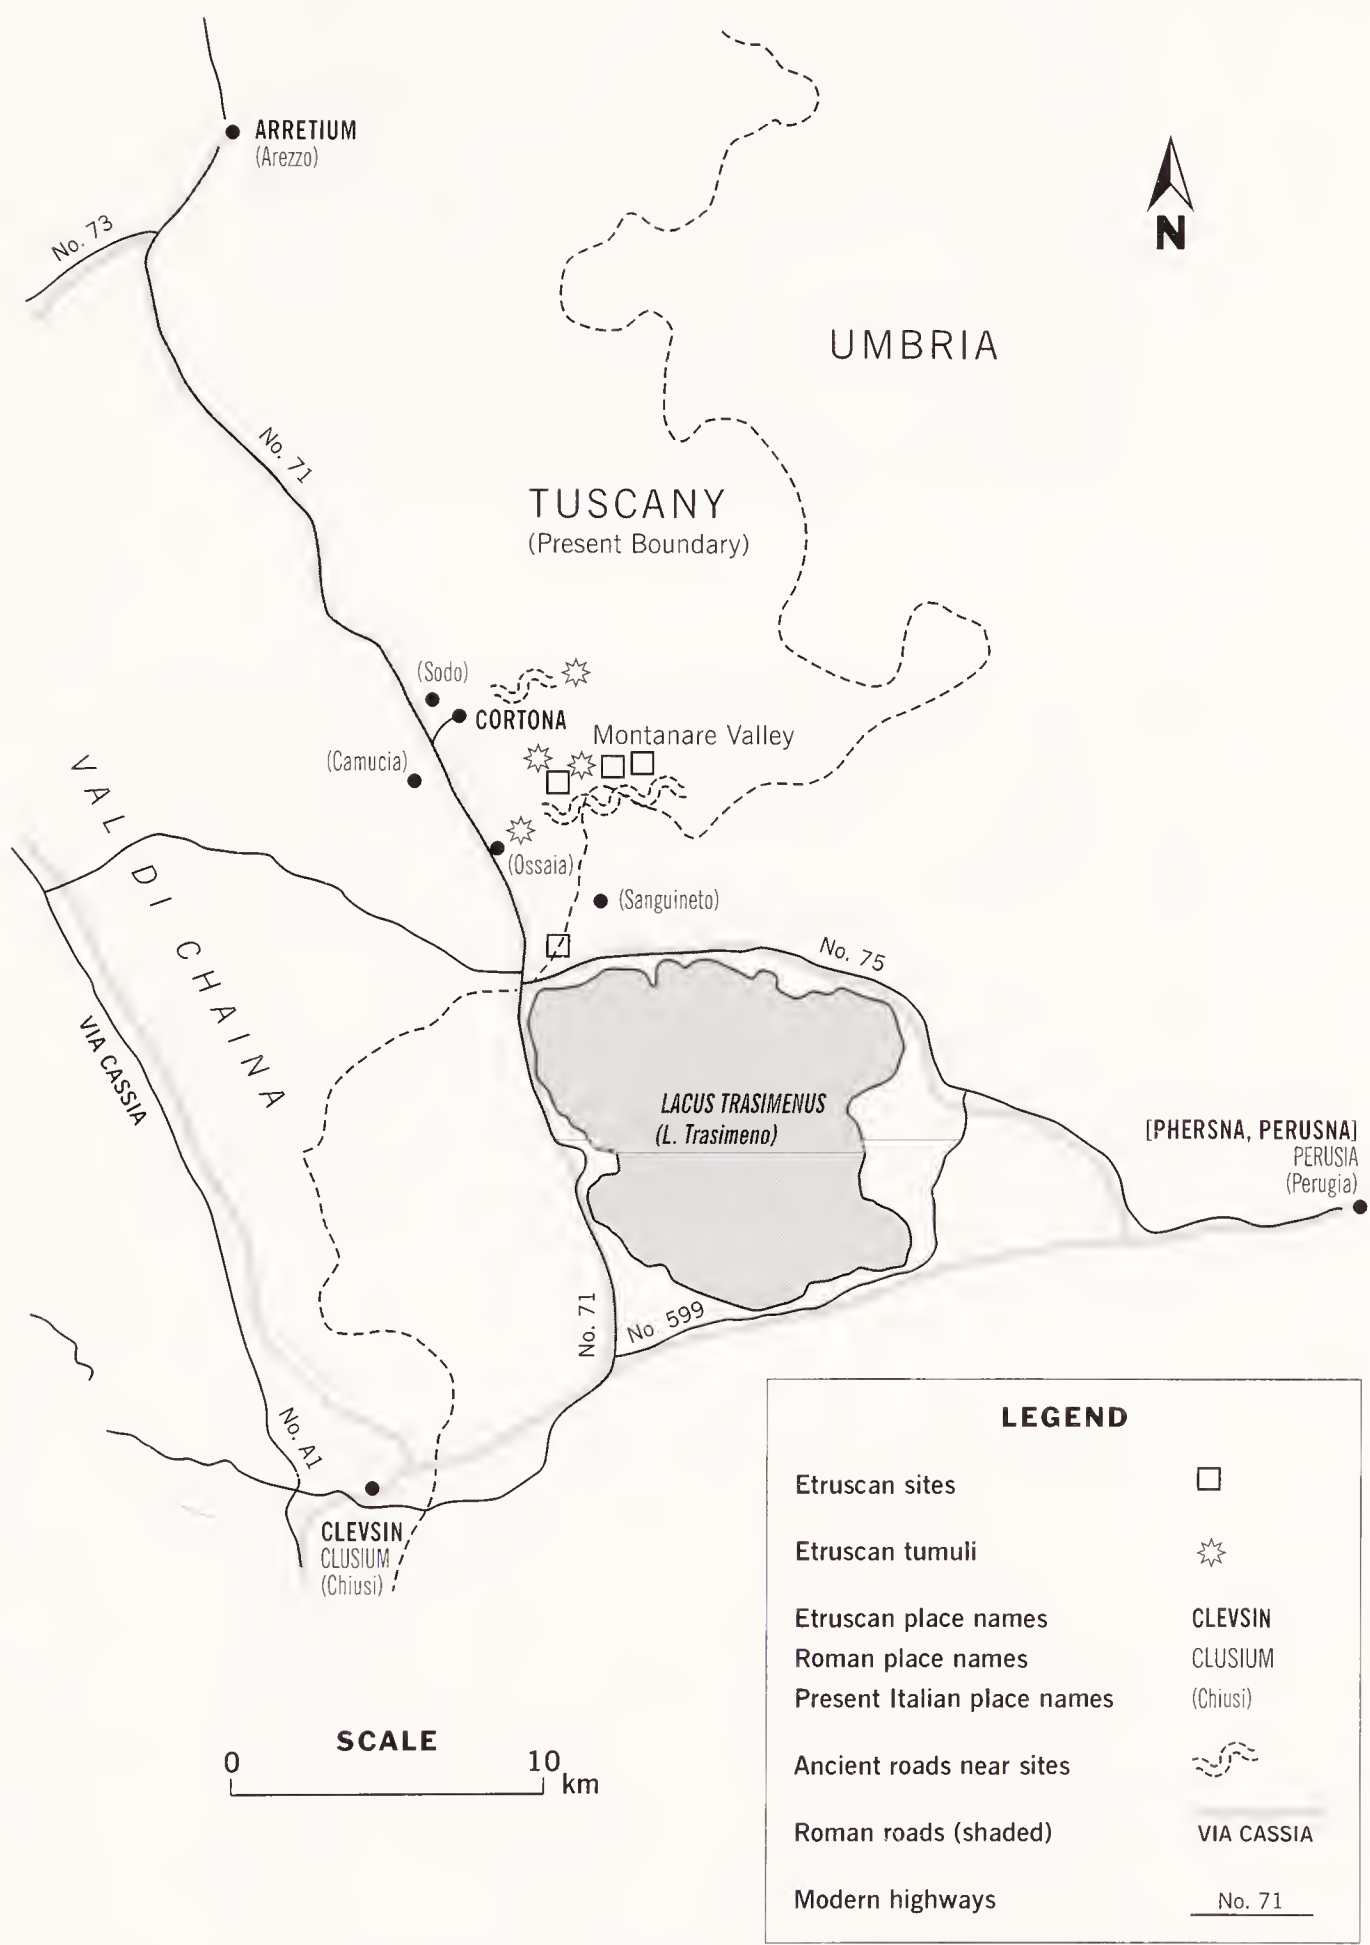 ARRETIUM
(Arezzo)
No. 73
N
UMBRIA
No. 71
TUSCANY
(Present Boundary)
(Sodo)
CORTONA
Montanare Valley
(Camucia)
VAL DI CHAINA
(Ossaia)
(Sanguineto)
No. 75
VIA CASSIA
LACUS TRASIMENUS
(L. Trasimeno)
[PHERSNA, PERUSNA]
PERUSIA
(Perugia)
No. 71
No. 599
No. A1
CLEVSIN
CLUSIUM
(Chiusi)
SCALE
0 10
km
LEGEND
Etruscan sites
Etruscan tumuli
Etruscan place names CLEVSIN
Roman place names CLUSIUM
Present Italian place names (Chiusi)
Ancient roads near sites
Roman roads (shaded) VIA CASSIA
Modern highways No. 71